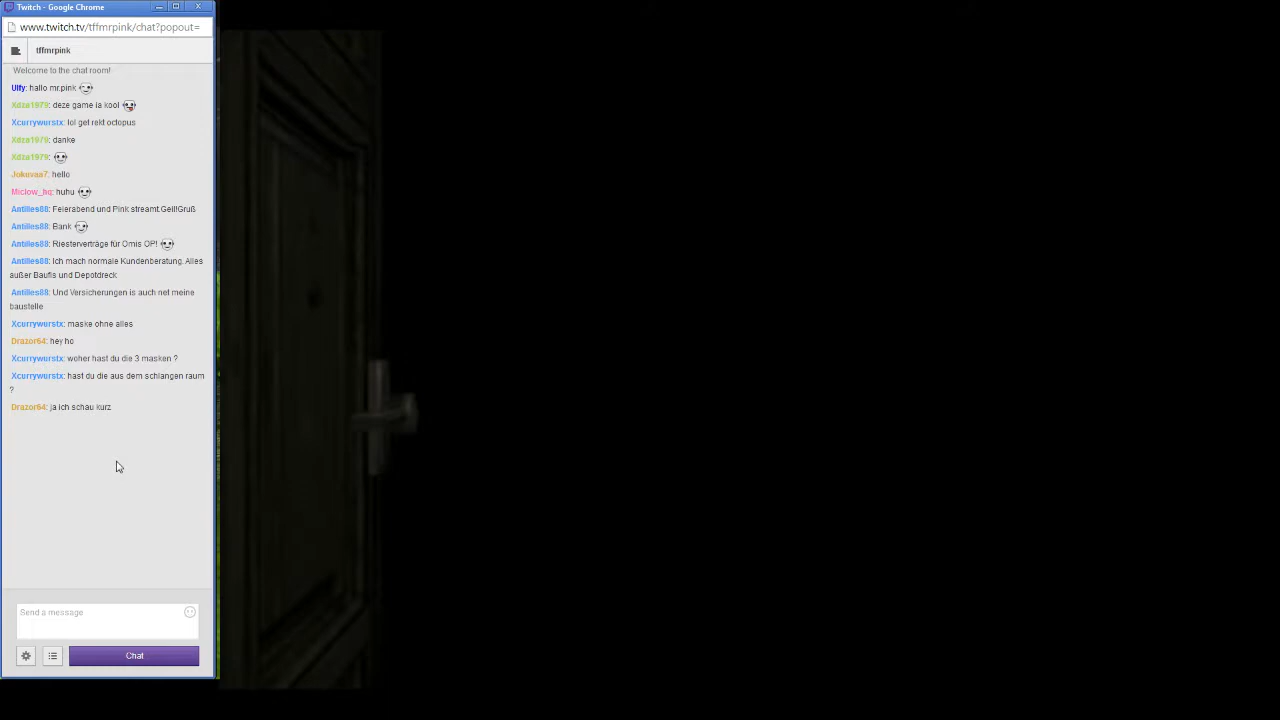 Twitch - Google Chrome
www.twitch.tv/tffmrpink/chat?popout=
tffmrpink
Welcome to the chat room!
Ulfy: hallo mr.pink
Xdza1979: deze game ia kool
Xcurrywurstx: lol get rekt octopus
Xdza1979: danke
Xdza1979:
Jokuvaa7: hello
Miclow_hq: huhu
Antilles88: Feierabend und Pink streamt.Geil!Gruß
Antilles88: Bank
Antilles88: Riesterverträge für Omis OP!
Antilles88: Ich mach normale Kundenberatung. Alles
außer Baufis und Depotdreck
Antilles88: Und Versicherungen is auch net meine
baustelle
Xcurrywurstx: maske ohne alles
Drazor64: hey ho
Xcurrywurstx: woher hast du die 3 masken ?
Xcurrywurstx: hast du die aus dem schlangen raum
?
Drazor64: ja ich schau kurz
Send a message
Chat